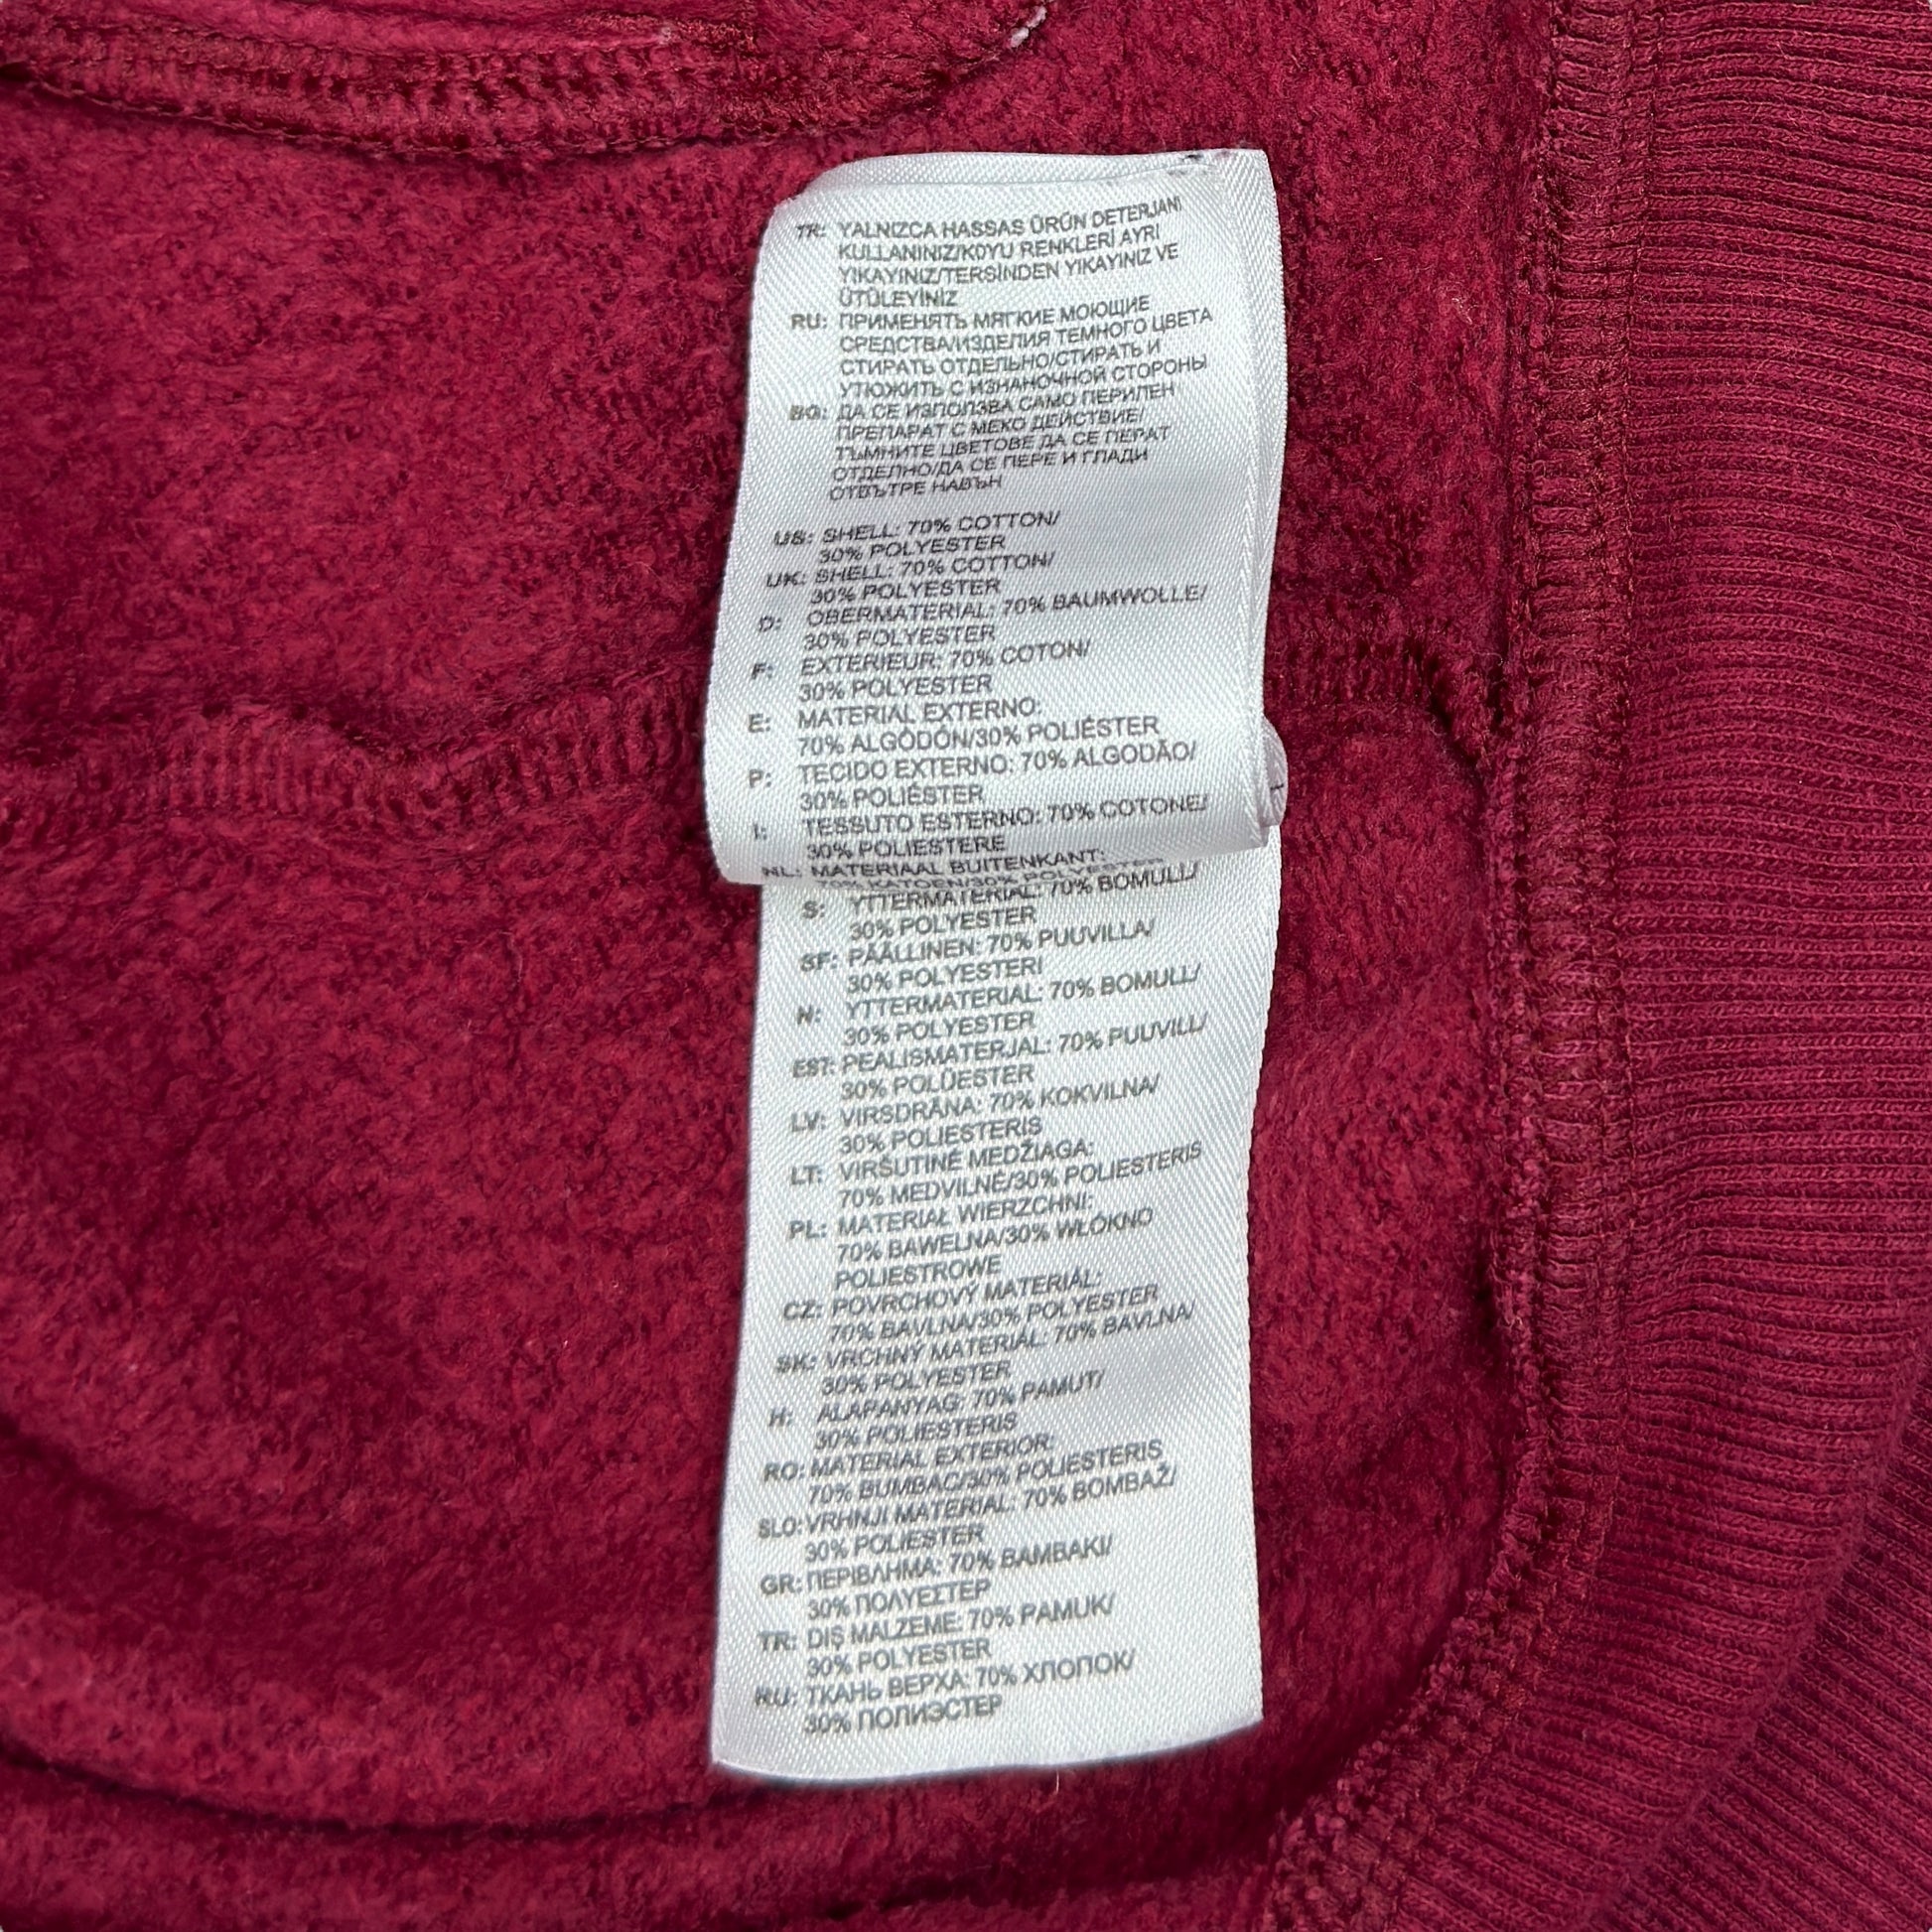 TR: YALNIZCA HASSAS ÜRÜN DETERJANI
KULLANINIZ/KOYU RENKLERİ AYRI
YIKAYINIZ/TERSİNDEN YIKAYINIZ VE
ÜTÜLEYİNİZ
RU: ПРИМЕНЯТЬ МЯГКИЕ МОЮЩИЕ
СРЕДСТВА/ИЗДЕЛИЯ ТЕМНОГО ЦВЕТА
СТИРАТЬ ОТДЕЛЬНО/СТИРАТЬ И
УТЮЖИТЬ С ИЗНАНОЧНОЙ СТОРОНЫ
BG: ДА СЕ ИЗПОЛЗВА САМО ПЕРИЛЕН
ПРЕПАРАТ С МЕКО ДЕЙСТВИЕ/
ТЪМНИТЕ ЦВЕТОВЕ ДА СЕ ПЕРАТ
ОТДЕЛНО/ДА СЕ ПЕРЕ И ГЛАДИ
ОТВЪТРЕ НАВЪН
US: SHELL: 70% COTTON/
30% POLYESTER
UK: SHELL: 70% COTTON/
30% POLYESTER
D: OBERMATERIAL: 70% BAUMWOLLE/
30% POLYESTER
F: EXTERIEUR: 70% COTON/
30% POLYESTER
E: MATERIAL EXTERNO:
70% ALGODÓN/30% POLIÉSTER
P: TECIDO EXTERNO: 70% ALGODÃO/
30% POLIÉSTER
I: TESSUTO ESTERNO: 70% COTONE/
30% POLIESTERE
NL: MATERIAAL BUITENKANT:
70% KATOEN/30% POLYESTER
S: YTTERMATERIAL: 70% BOMULL/
30% POLYESTER
SF: PÄÄLLINEN: 70% PUUVILLA/
30% POLYESTERI
N: YTTERMATERIAL: 70% BOMULL/
30% POLYESTER
EST: PEALISMATERJAL: 70% PUUVILL/
30% POLÜESTER
LV: VIRSDRĀNA: 70% KOKVILNA/
30% POLIESTERIS
LT: VIRŠUTINĖ MEDŽIAGA:
70% MEDVILNĖ/30% POLIESTERIS
PL: MATERIAŁ WIERZCHNI:
70% BAWEŁNA/30% WŁÓKNO
POLIESTROWE
CZ: POVRCHOVÝ MATERIÁL:
70% BAVLNA/30% POLYESTER
SK: VRCHNÝ MATERIÁL: 70% BAVLNA/
30% POLYESTER
H: ALAPANYAG: 70% PAMUT/
30% POLIESTERIS
RO: MATERIAL EXTERIOR:
70% BUMBAC/30% POLIESTERIS
SLO: VRHNJI MATERIAL: 70% BOMBAŽ/
30% POLIESTER
GR: ΠΕΡΙΒΛΗΜΑ: 70% BAMBAKI/
30% ΠΟΛΥΕΣΤΕΡ
TR: DIŞ MALZEME: 70% PAMUK/
30% POLYESTER
RU: ТКАНЬ ВЕРХА: 70% ХЛОПОК/
30% ПОЛИЭСТЕР